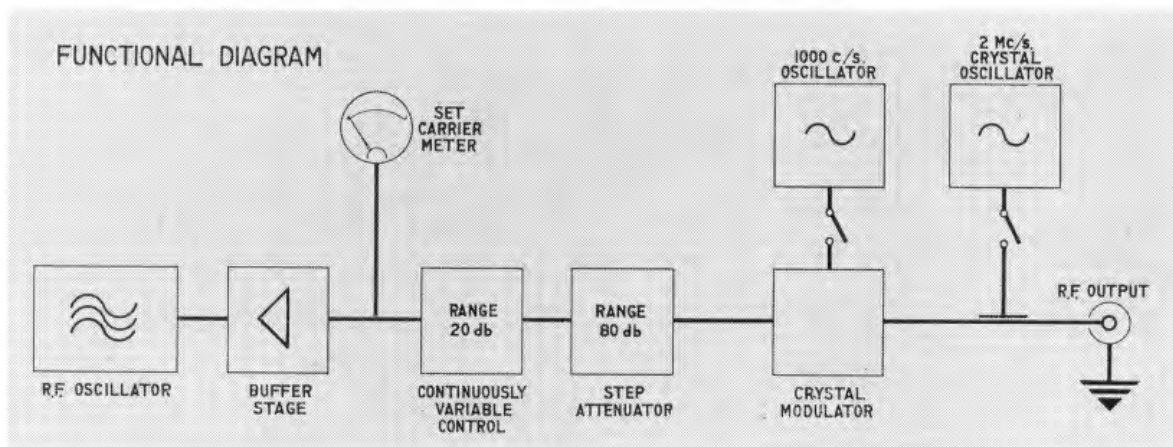 FUNCTIONAL DIAGRAM
SET
CARRIER
METER
1000 c/s.
OSCILLATOR
2 Mc/s.
CRYSTAL
OSCILLATOR
R.F. OSCILLATOR
BUFFER
STAGE
RANGE
20 db
CONTINUOUSLY
VARIABLE
CONTROL
RANGE
80 db
STEP
ATTENUATOR
CRYSTAL
MODULATOR
R.F. OUTPUT